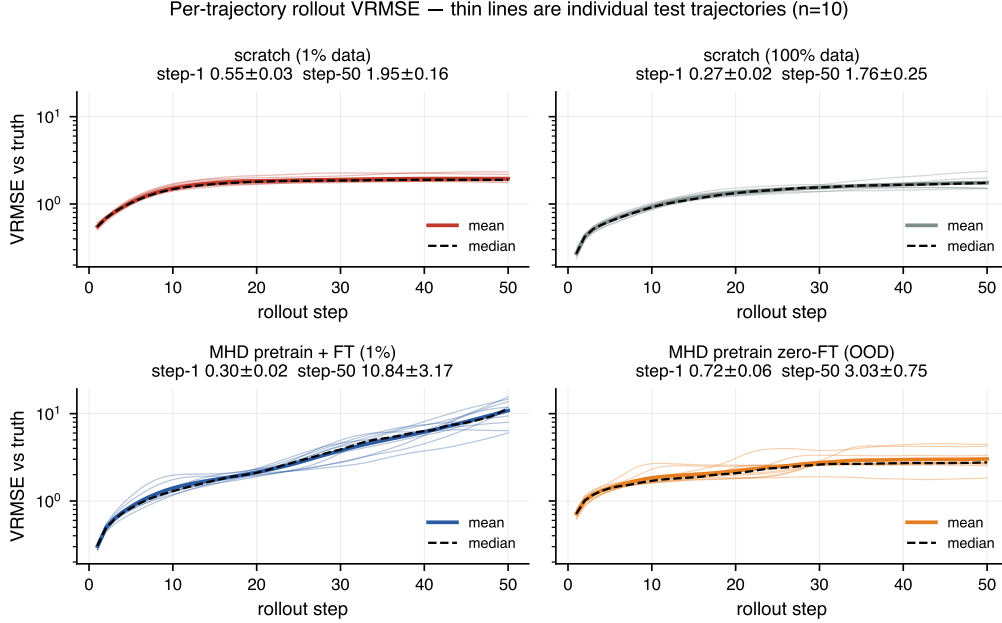 Per-trajectory rollout VRMSE — thin lines are individual test trajectories (n=10)
scratch (1% data)
step-1 0.55±0.03  step-50 1.95±0.16
VRMSE vs truth
10¹
10⁰
mean
median
0 10 20 30 40 50
rollout step
scratch (100% data)
step-1 0.27±0.02  step-50 1.76±0.25
10¹
10⁰
mean
median
0 10 20 30 40 50
rollout step
MHD pretrain + FT (1%)
step-1 0.30±0.02  step-50 10.84±3.17
VRMSE vs truth
10¹
10⁰
mean
median
0 10 20 30 40 50
rollout step
MHD pretrain zero-FT (OOD)
step-1 0.72±0.06  step-50 3.03±0.75
10¹
10⁰
mean
median
0 10 20 30 40 50
rollout step